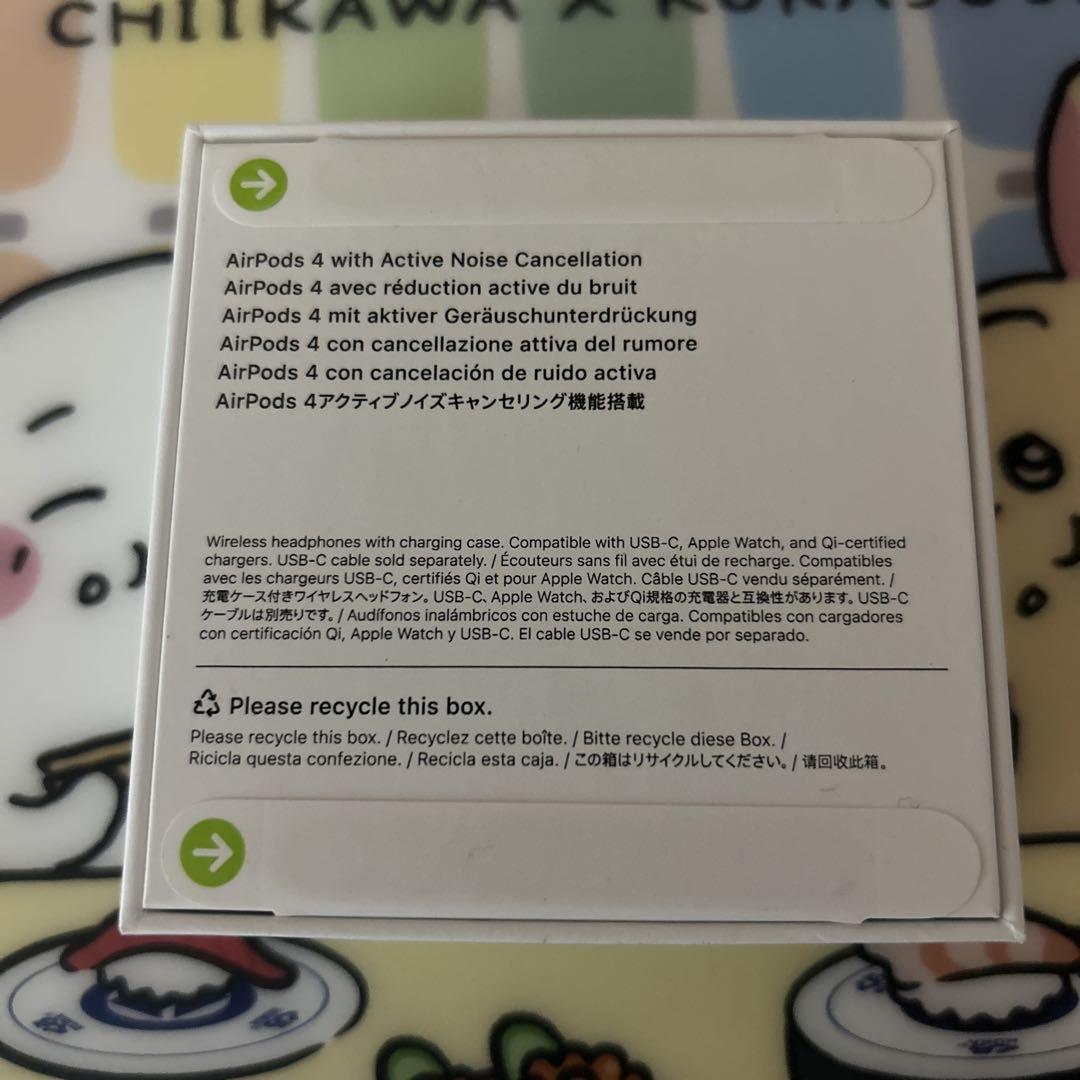 CHIIKAWA X
AirPods 4 with Active Noise Cancellation
AirPods 4 avec réduction active du bruit
AirPods 4 mit aktiver Geräuschunterdrückung
AirPods 4 con cancellazione attiva del rumore
AirPods 4 con cancelación de ruido activa
AirPods 4アクティブノイズキャンセリング機能搭載
Wireless headphones with charging case. Compatible with USB-C, Apple Watch, and Qi-certified
chargers. USB-C cable sold separately. / Écouteurs sans fil avec étui de recharge. Compatibles
avec les chargeurs USB-C, certifiés Qi et pour Apple Watch. Câble USB-C vendu séparément. /
充電ケース付きワイヤレスヘッドフォン。USB-C、Apple Watch、およびQi規格の充電器と互換性があります。USB-C
ケーブルは別売りです。/ Audífonos inalámbricos con estuche de carga. Compatibles con cargadores
con certificación Qi, Apple Watch y USB-C. El cable USB-C se vende por separado.
Please recycle this box.
Please recycle this box. / Recyclez cette boîte. / Bitte recycle diese Box. /
Ricicla questa confezione. / Recicla esta caja. / この箱はリサイクルしてください。/ 请回收此箱。